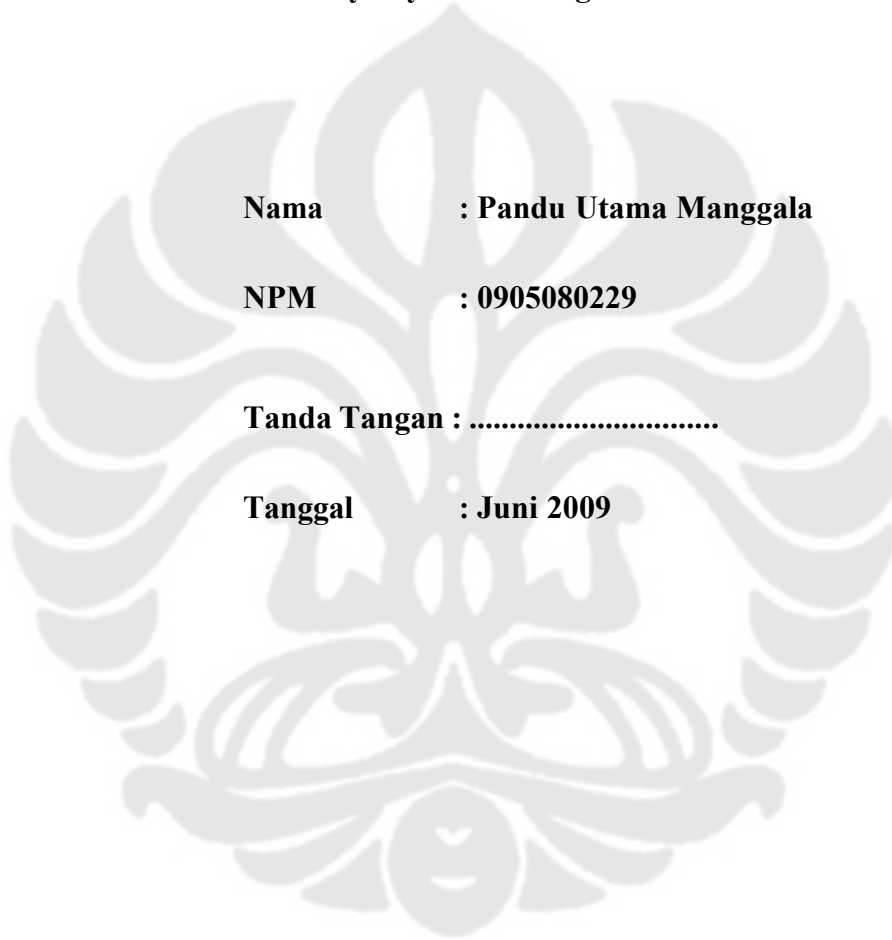 Nama : Pandu Utama Manggala
NPM : 0905080229
Tanda Tangan : ...............................
Tanggal : Juni 2009